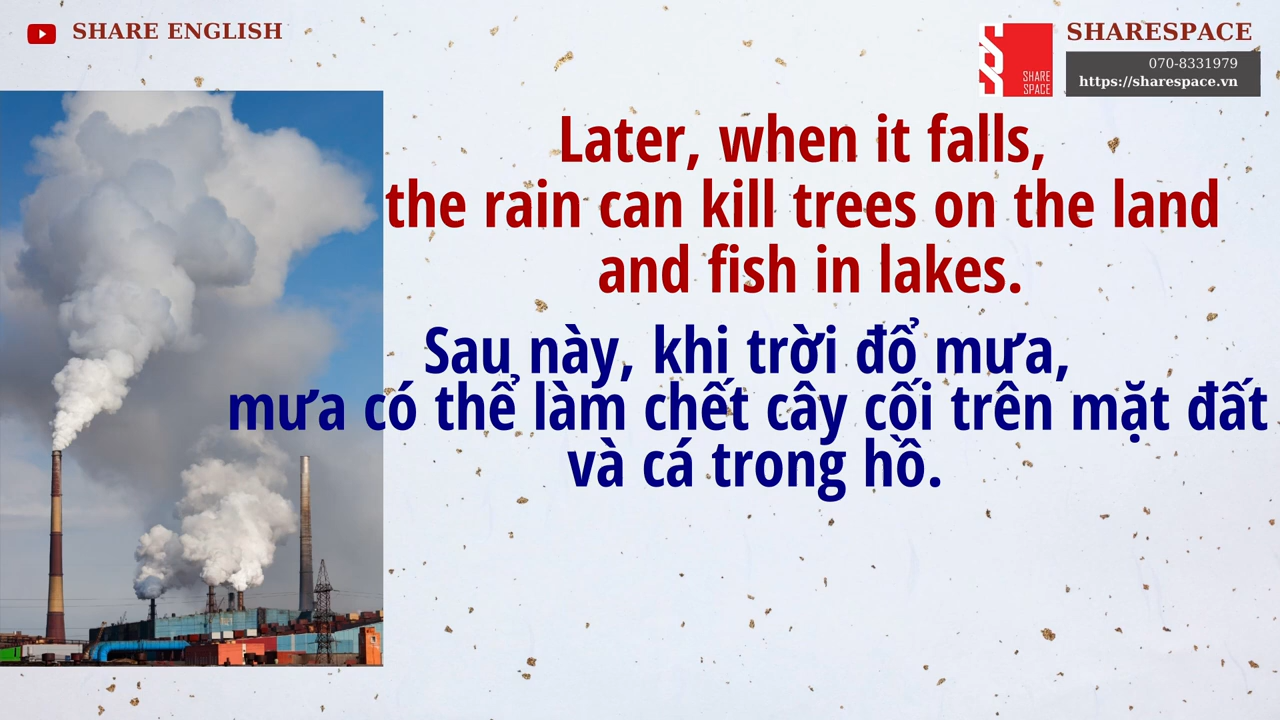 SHARE ENGLISH
SHARESPACE
SHARE
SPACE
070-8331979
https://sharespace.vn
Later, when it falls,
the rain can kill trees on the land
and fish in lakes.
Sau này, khi trời đổ mưa,
mưa có thể làm chết cây cối trên mặt đất
và cá trong hồ.